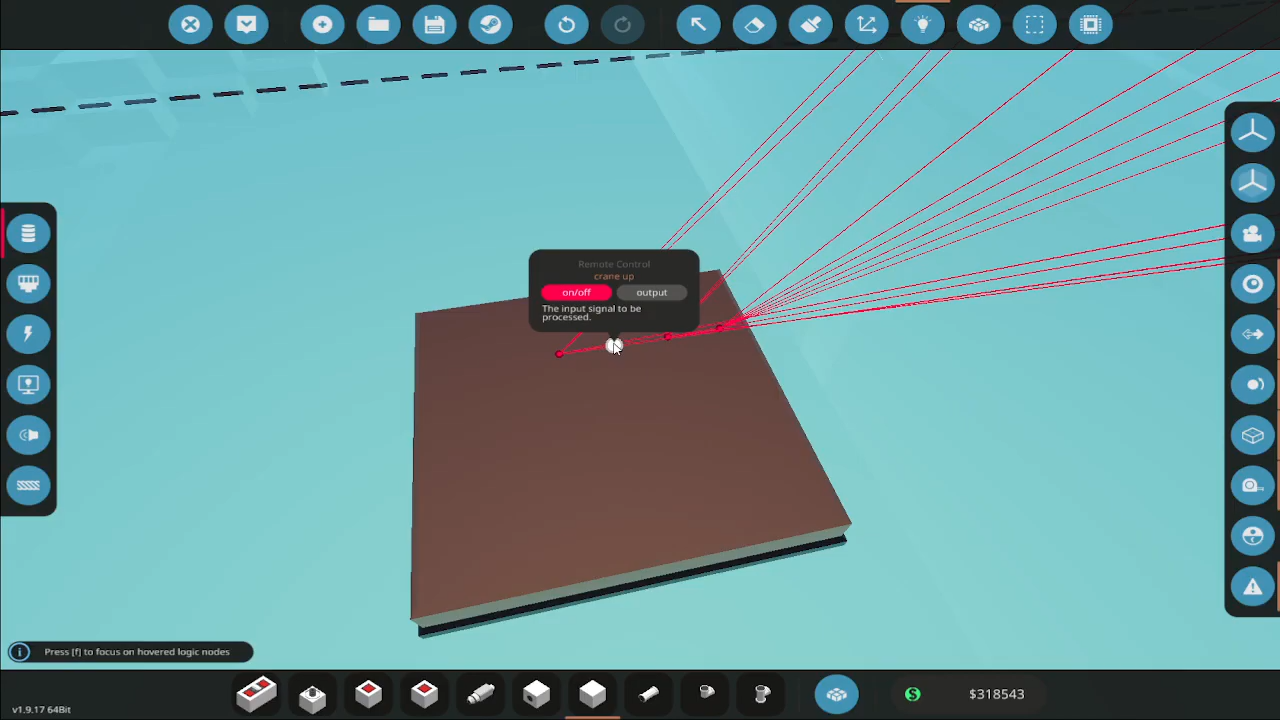 Remote Control
crane up
on/off output
The input signal to be
processed.
Press [f] to focus on hovered logic nodes
$318543
v1.9.17 64Bit